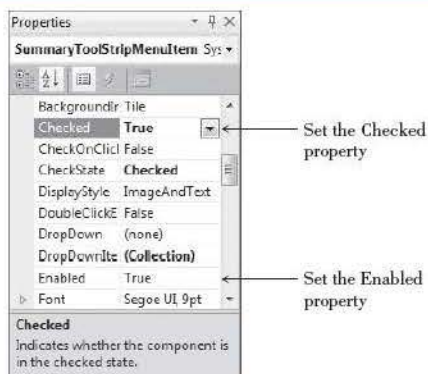 Properties
SummaryToolStripMenuItem Sys
BackgroundIr Tile
Checked True
CheckOnClicl False
CheckState Checked
DisplayStyle ImageAndText
DoubleClickE False
DropDown (none)
DropDownIte (Collection)
Enabled True
Font Segoe UI, 9pt
Checked
Indicates whether the component is
in the checked state.
Set the Checked
property
Set the Enabled
property